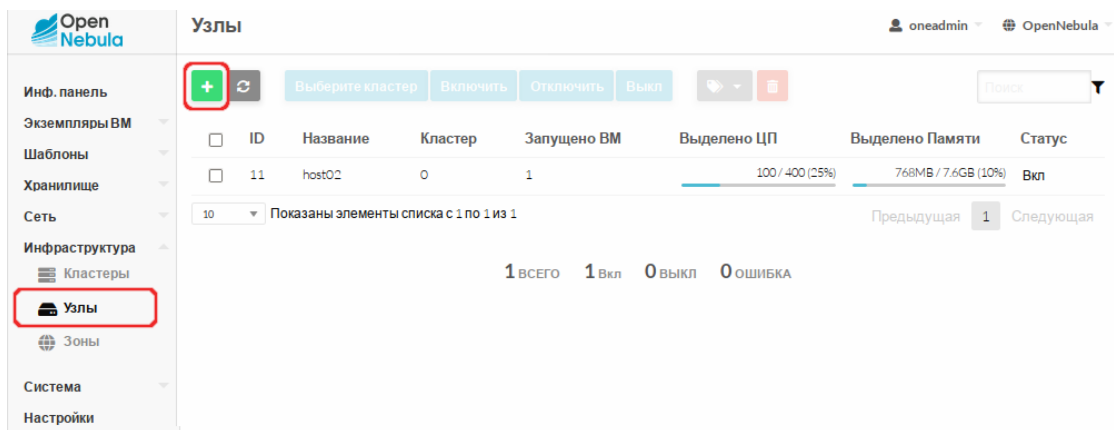 Open Nebula
Узлы
oneadmin
OpenNebula
+
Выберите кластер
Включить
Отключить
Выкл
Поиск
Инф. панель
Экземпляры ВМ
Шаблоны
Хранилище
Сеть
Инфраструктура
Кластеры
Узлы
Зоны
Система
Настройки
ID Название Кластер Запущено ВМ Выделено ЦП Выделено Памяти Статус
11 host02 0 1 100 / 400 (25%) 768MB / 7.6GB (10%) Вкл
10 Показаны элементы списка с 1 по 1 из 1
Предыдущая 1 Следующая
1 ВСЕГО 1 Вкл 0 ВЫКЛ 0 ОШИБКА